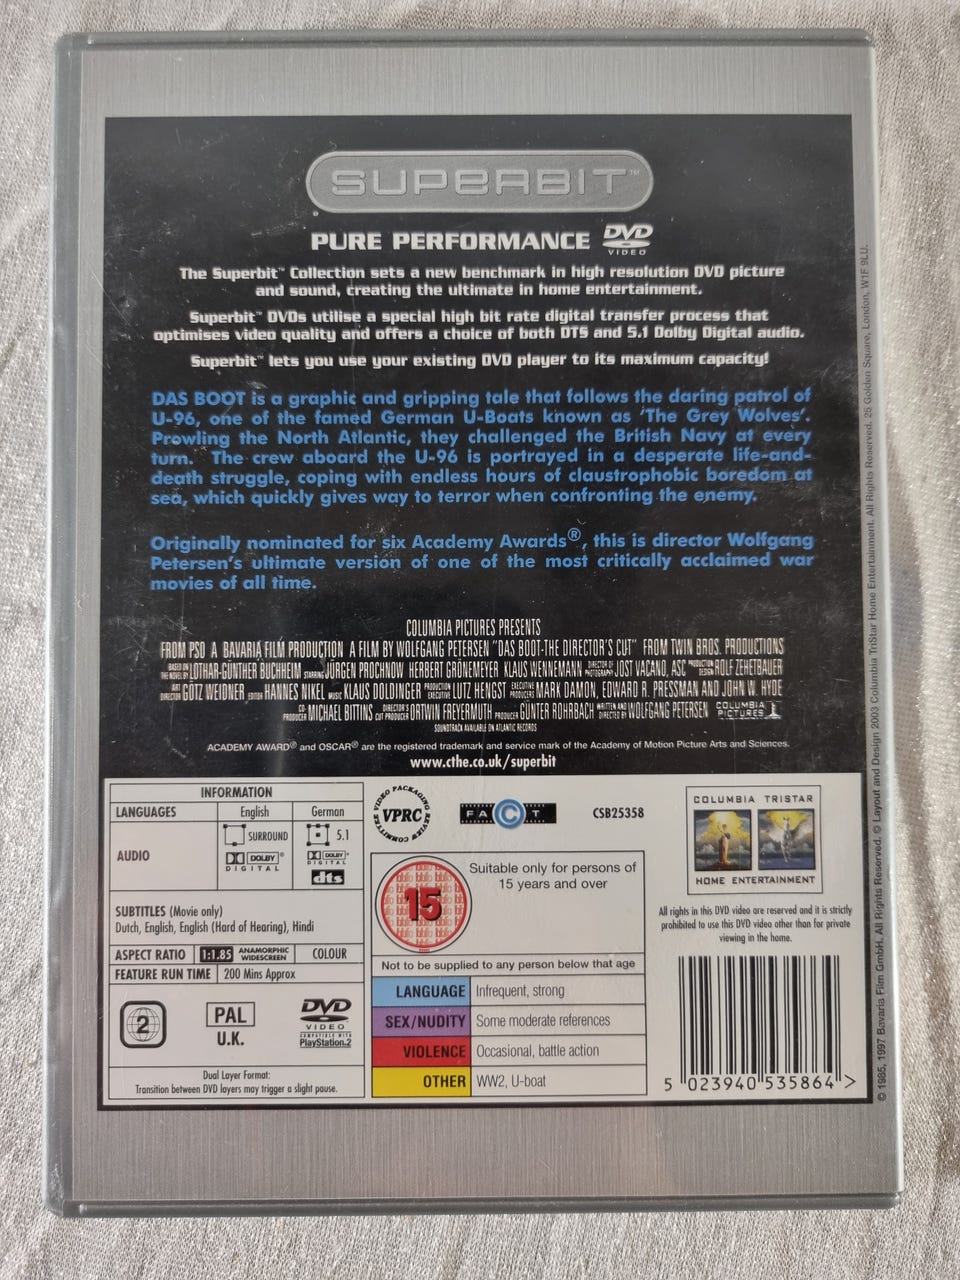 SUPERBIT™
PURE PERFORMANCE DVD VIDEO
The Superbit™ Collection sets a new benchmark in high resolution DVD picture
and sound, creating the ultimate in home entertainment.
Superbit™ DVDs utilise a special high bit rate digital transfer process that
optimises video quality and offers a choice of both DTS and 5.1 Dolby Digital audio.
Superbit™ lets you use your existing DVD player to its maximum capacity!
DAS BOOT is a graphic and gripping tale that follows the daring patrol of
U-96, one of the famed German U-Boats known as 'The Grey Wolves'.
Prowling the North Atlantic, they challenged the British Navy at every
turn. The crew aboard the U-96 is portrayed in a desperate life-and-
death struggle, coping with endless hours of claustrophobic boredom at
sea, which quickly gives way to terror when confronting the enemy.
Originally nominated for six Academy Awards®, this is director Wolfgang
Petersen's ultimate version of one of the most critically acclaimed war
movies of all time.
COLUMBIA PICTURES PRESENTS
FROM PSO A BAVARIA FILM PRODUCTION A FILM BY WOLFGANG PETERSEN "DAS BOOT-THE DIRECTOR'S CUT" FROM TWIN BROS. PRODUCTIONS
BASED ON THE NOVEL BY LOTHAR-GÜNTHER BUCHHEIM STARRING JÜRGEN PROCHNOW HERBERT GRÖNEMEYER KLAUS WENNEMANN DIRECTOR OF PHOTOGRAPHY JOST VACANO, ASC PRODUCTION DESIGN ROLF ZEHETBAUER
ART DIRECTOR GÖTZ WEIDNER EDITOR HANNES NIKEL MUSIC KLAUS DOLDINGER PRODUCTION EXECUTIVE LUTZ HENGST EXECUTIVE PRODUCERS MARK DAMON, EDWARD R. PRESSMAN AND JOHN W. HYDE
CO-PRODUCER MICHAEL BITTINS DIRECTOR'S CUT PRODUCER ORTWIN FREYERMUTH PRODUCER GÜNTER ROHRBACH WRITTEN AND DIRECTED BY WOLFGANG PETERSEN COLUMBIA PICTURES
SOUNDTRACK AVAILABLE ON ATLANTIC RECORDS
ACADEMY AWARD® and OSCAR® are the registered trademark and service mark of the Academy of Motion Picture Arts and Sciences.
www.cthe.co.uk/superbit
INFORMATION
LANGUAGES English German
AUDIO SURROUND 5.1
DOLBY DIGITAL DOLBY DIGITAL
dts
SUBTITLES (Movie only)
Dutch, English, English (Hard of Hearing), Hindi
ASPECT RATIO 1:1.85 ANAMORPHIC WIDESCREEN COLOUR
FEATURE RUN TIME 200 Mins Approx
2 PAL U.K. DVD VIDEO COMPATIBLE WITH PlayStation.2
Dual Layer Format:
Transition between DVD layers may trigger a slight pause.
VIDEO PACKAGING REVIEW COMMITTEE VPRC
FACT
CSB25358
15
Suitable only for persons of
15 years and over
Not to be supplied to any person below that age
LANGUAGE Infrequent, strong
SEX/NUDITY Some moderate references
VIOLENCE Occasional, battle action
OTHER WW2, U-boat
COLUMBIA TRISTAR
HOME ENTERTAINMENT
All rights in this DVD video are reserved and it is strictly
prohibited to use this DVD video other than for private
viewing in the home.
5 023940 535864 >
© 1985, 1997 Bavaria Film GmbH. All Rights Reserved. © Layout and Design 2003 Columbia TriStar Home Entertainment. All Rights Reserved. 25 Golden Square, London, W1F 9LU.